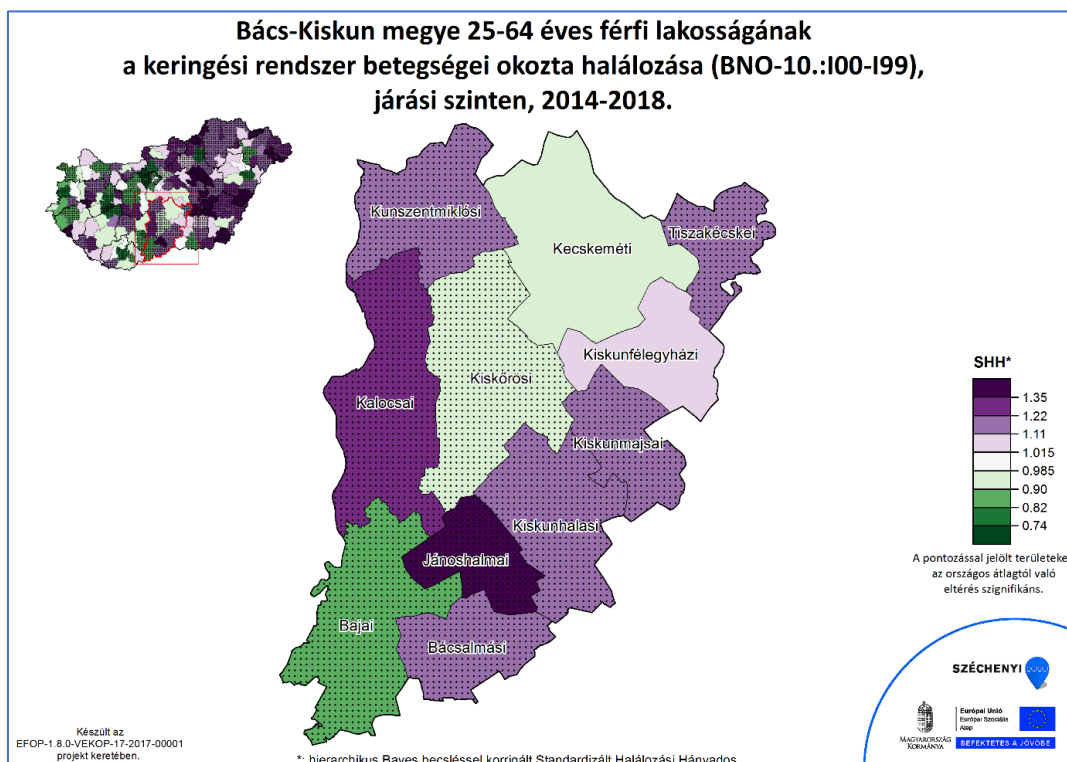 Bács-Kiskun megye 25-64 éves férfi lakosságának
a keringési rendszer betegségei okozta halálozása (BNO-10.:I00-I99),
járási szinten, 2014-2018.
Kunszentmiklósi
Tiszakécskei
Kecskeméti
Kiskunfélegyházi
Kiskőrösi
Kalocsai
Kiskunmajsai
Kiskunhalasi
Jánoshalmai
Bajai
Bácsalmási
SHH*
1.35
1.22
1.11
1.015
0.985
0.90
0.82
0.74
A pontozással jelölt területeke
az országos átlagtól való
eltérés szignifikáns.
SZÉCHENYI 2020
MAGYARORSZÁG
KORMÁNYA
Európai Unió
Európai Szociális
Alap
BEFEKTETÉS A JÖVŐBE
Készült az
EFOP-1.8.0-VEKOP-17-2017-00001
projekt keretében.
*: hierarchikus Bayes becsléssel korrigált Standardizált Halálozási Hányados